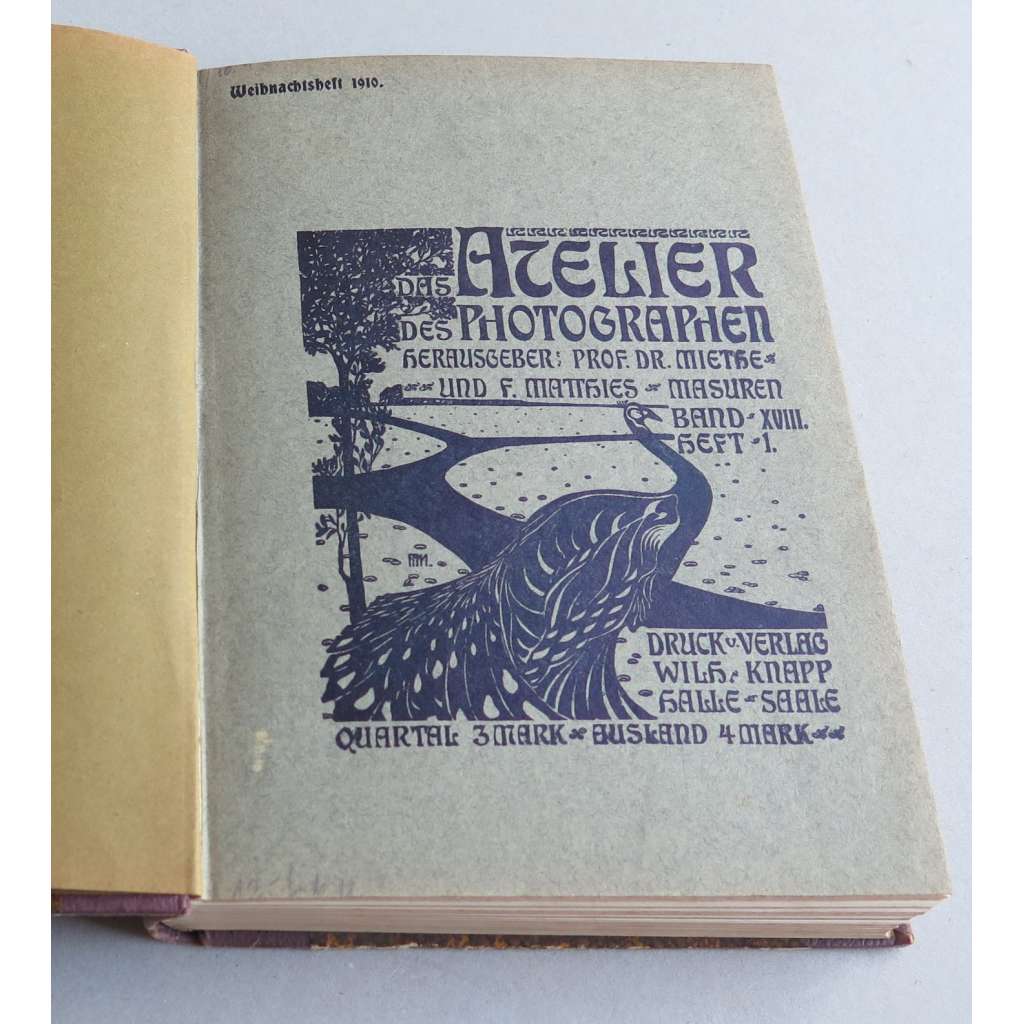 Weihnachtsheft 1910.
DAS ATELIER
DES PHOTOGRAPHEN
HERAUSGEBER: PROF. DR. MIETHE
UND F. MATTHIES - MASUREN
BAND XVIII.
HEFT 1.
MM.
DRUCK u. VERLAG
WILH. KNAPP
HALLE - SAALE
QUARTAL 3 MARK AUSLAND 4 MARK